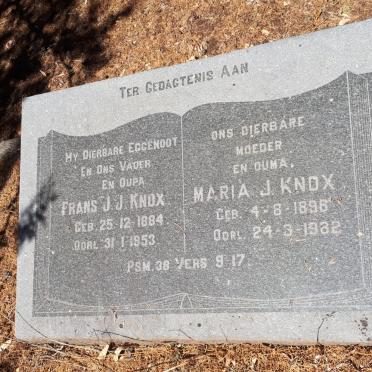 Ter Gedagtenis Aan
My Dierbare Eggenoot
En Ons Vader
En Oupa
Frans J. J. Knox.
Geb. 25-12-1884
Oorl. 31-1-1953
Ons Dierbare
Moeder
en Ouma.
Maria J. Knox.
Geb. 4-8-1896
Oorl. 24-3-1982
Psm. 38 Vers 9-17.